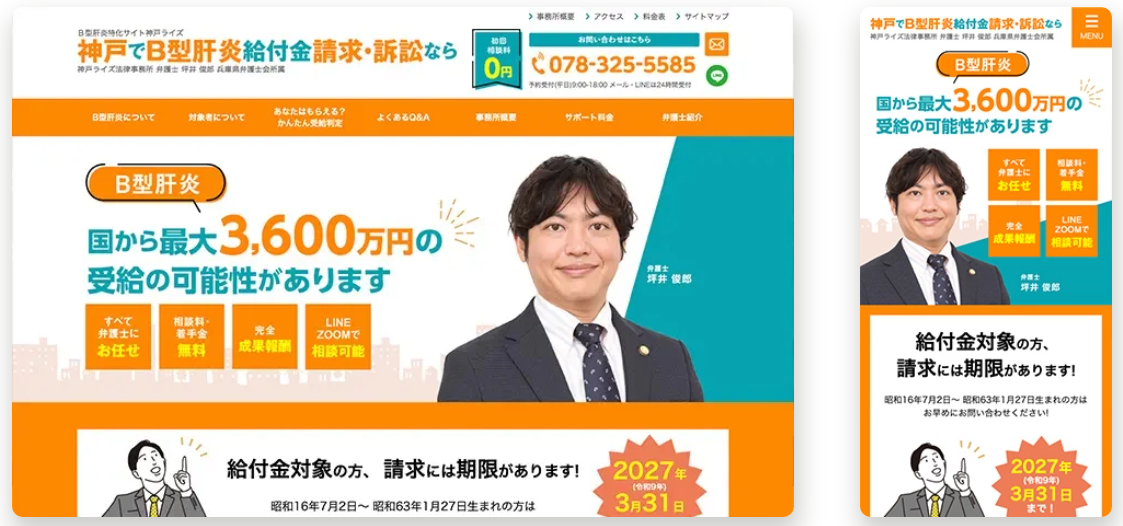 事務所概要 アクセス 料金表 サイトマップ
B型肝炎特化サイト神戸ライズ
神戸でB型肝炎給付金請求・訴訟なら
神戸ライズ法律事務所 弁護士 坪井 俊郎 兵庫県弁護士会所属
初回
相談料
0円
お問い合わせはこちら
078-325-5585
予約受付(平日)9:00-18:00 メール・LINEは24時間受付
LINE
B型肝炎について
対象者について
あなたはもらえる?
かんたん受給判定
よくあるQ&A
事務所概要
サポート料金
弁護士紹介
B型肝炎
国から最大3,600万円の
受給の可能性があります
すべて
弁護士に
お任せ
相談料・
着手金
無料
完全
成果報酬
LINE
ZOOMで
相談可能
弁護士
坪井 俊郎
給付金対象の方、請求には期限があります!
昭和16年7月2日〜 昭和63年1月27日生まれの方は
2027年
(令和9年)
3月31日
神戸でB型肝炎給付金請求・訴訟なら
神戸ライズ法律事務所 弁護士 坪井 俊郎 兵庫県弁護士会所属
MENU
B型肝炎
国から最大3,600万円の
受給の可能性があります
すべて
弁護士に
お任せ
相談料・
着手金
無料
完全
成果報酬
LINE
ZOOMで
相談可能
弁護士
坪井 俊郎
給付金対象の方、
請求には期限があります!
昭和16年7月2日〜 昭和63年1月27日生まれの方は
お早めにお問い合わせください!
2027年
(令和9年)
3月31日
まで!